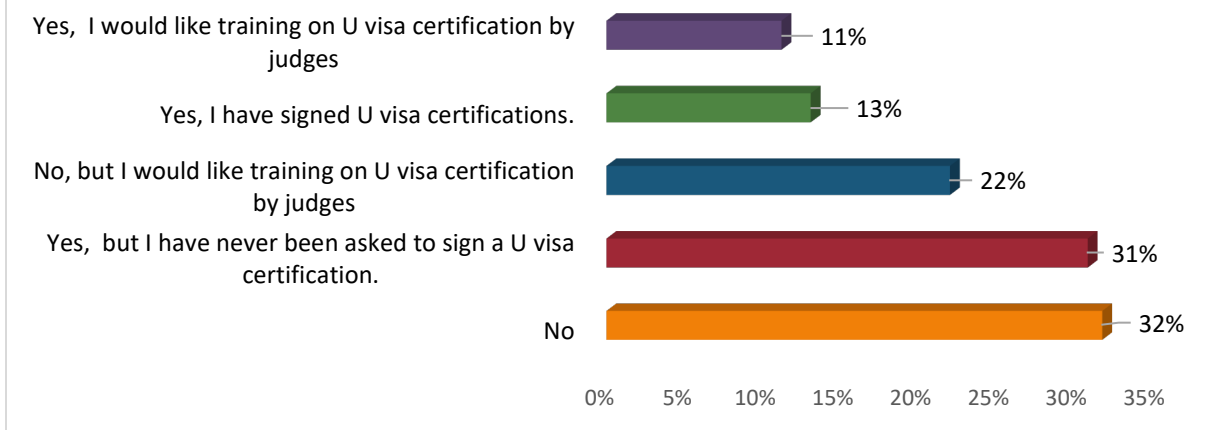 Yes,  I would like training on U visa certification by
judges
11%
Yes, I have signed U visa certifications.
13%
No, but I would like training on U visa certification
by judges
22%
Yes,  but I have never been asked to sign a U visa
certification.
31%
No
32%
0% 5% 10% 15% 20% 25% 30% 35%